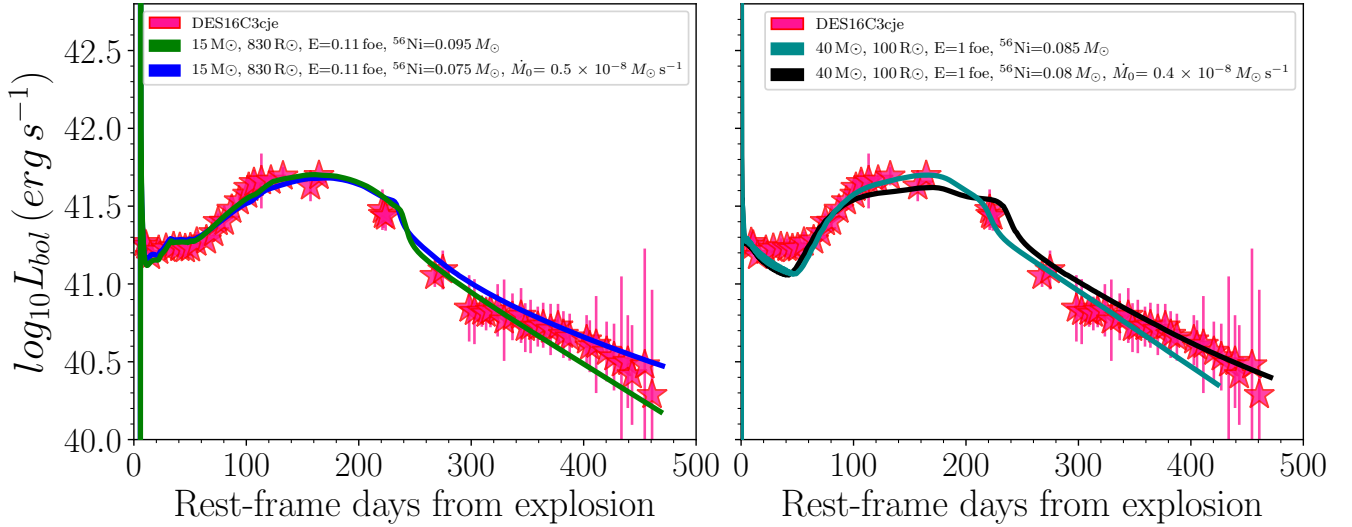 DES16C3cje
15 M⊙, 830 R⊙, E=0.11 foe, ⁵⁶Ni=0.095 M⊙
15 M⊙, 830 R⊙, E=0.11 foe, ⁵⁶Ni=0.075 M⊙, Ṁ₀= 0.5 × 10⁻⁸ M⊙ s⁻¹
log₁₀L_bol (erg s⁻¹)
42.5
42.0
41.5
41.0
40.5
40.0
0 100 200 300 400 500
Rest-frame days from explosion
DES16C3cje
40 M⊙, 100 R⊙, E=1 foe, ⁵⁶Ni=0.085 M⊙
40 M⊙, 100 R⊙, E=1 foe, ⁵⁶Ni=0.08 M⊙, Ṁ₀= 0.4 × 10⁻⁸ M⊙ s⁻¹
0 100 200 300 400 500
Rest-frame days from explosion